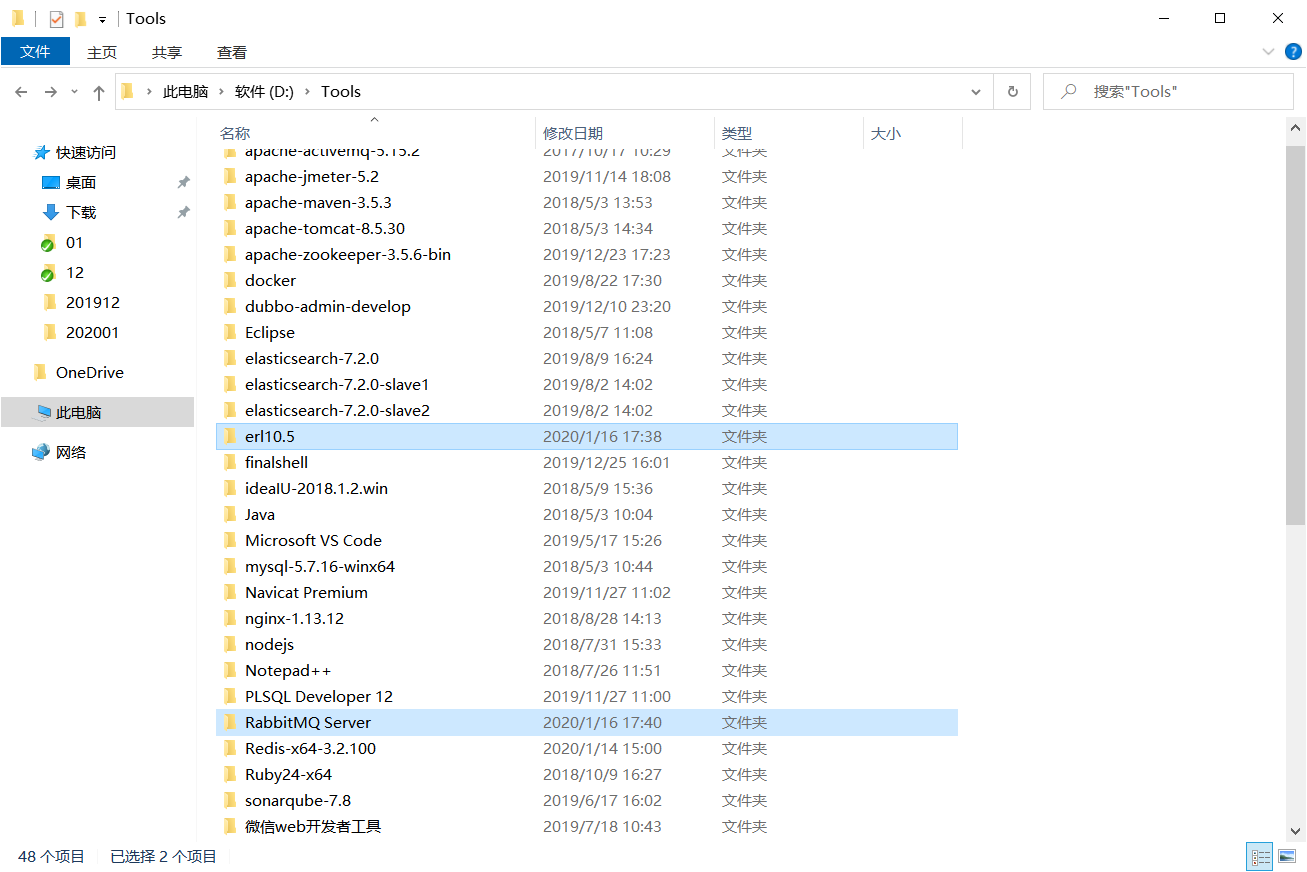 Tools
文件 主页 共享 查看
此电脑 软件 (D:) Tools 搜索"Tools"
名称 修改日期 类型 大小
快速访问
桌面
下载
01
12
201912
202001
OneDrive
此电脑
网络
apache-activemq-5.15.2 2017/10/17 10:29 文件夹
apache-jmeter-5.2 2019/11/14 18:08 文件夹
apache-maven-3.5.3 2018/5/3 13:53 文件夹
apache-tomcat-8.5.30 2018/5/3 14:34 文件夹
apache-zookeeper-3.5.6-bin 2019/12/23 17:23 文件夹
docker 2019/8/22 17:30 文件夹
dubbo-admin-develop 2019/12/10 23:20 文件夹
Eclipse 2018/5/7 11:08 文件夹
elasticsearch-7.2.0 2019/8/9 16:24 文件夹
elasticsearch-7.2.0-slave1 2019/8/2 14:02 文件夹
elasticsearch-7.2.0-slave2 2019/8/2 14:02 文件夹
erl10.5 2020/1/16 17:38 文件夹
finalshell 2019/12/25 16:01 文件夹
ideaIU-2018.1.2.win 2018/5/9 15:36 文件夹
Java 2018/5/3 10:04 文件夹
Microsoft VS Code 2019/5/17 15:26 文件夹
mysql-5.7.16-winx64 2018/5/3 10:44 文件夹
Navicat Premium 2019/11/27 11:02 文件夹
nginx-1.13.12 2018/8/28 14:13 文件夹
nodejs 2018/7/31 15:33 文件夹
Notepad++ 2018/7/26 11:51 文件夹
PLSQL Developer 12 2019/11/27 11:00 文件夹
RabbitMQ Server 2020/1/16 17:40 文件夹
Redis-x64-3.2.100 2020/1/14 15:00 文件夹
Ruby24-x64 2018/10/9 16:27 文件夹
sonarqube-7.8 2019/6/17 16:02 文件夹
微信web开发者工具 2019/7/18 10:43 文件夹
48 个项目 已选择 2 个项目